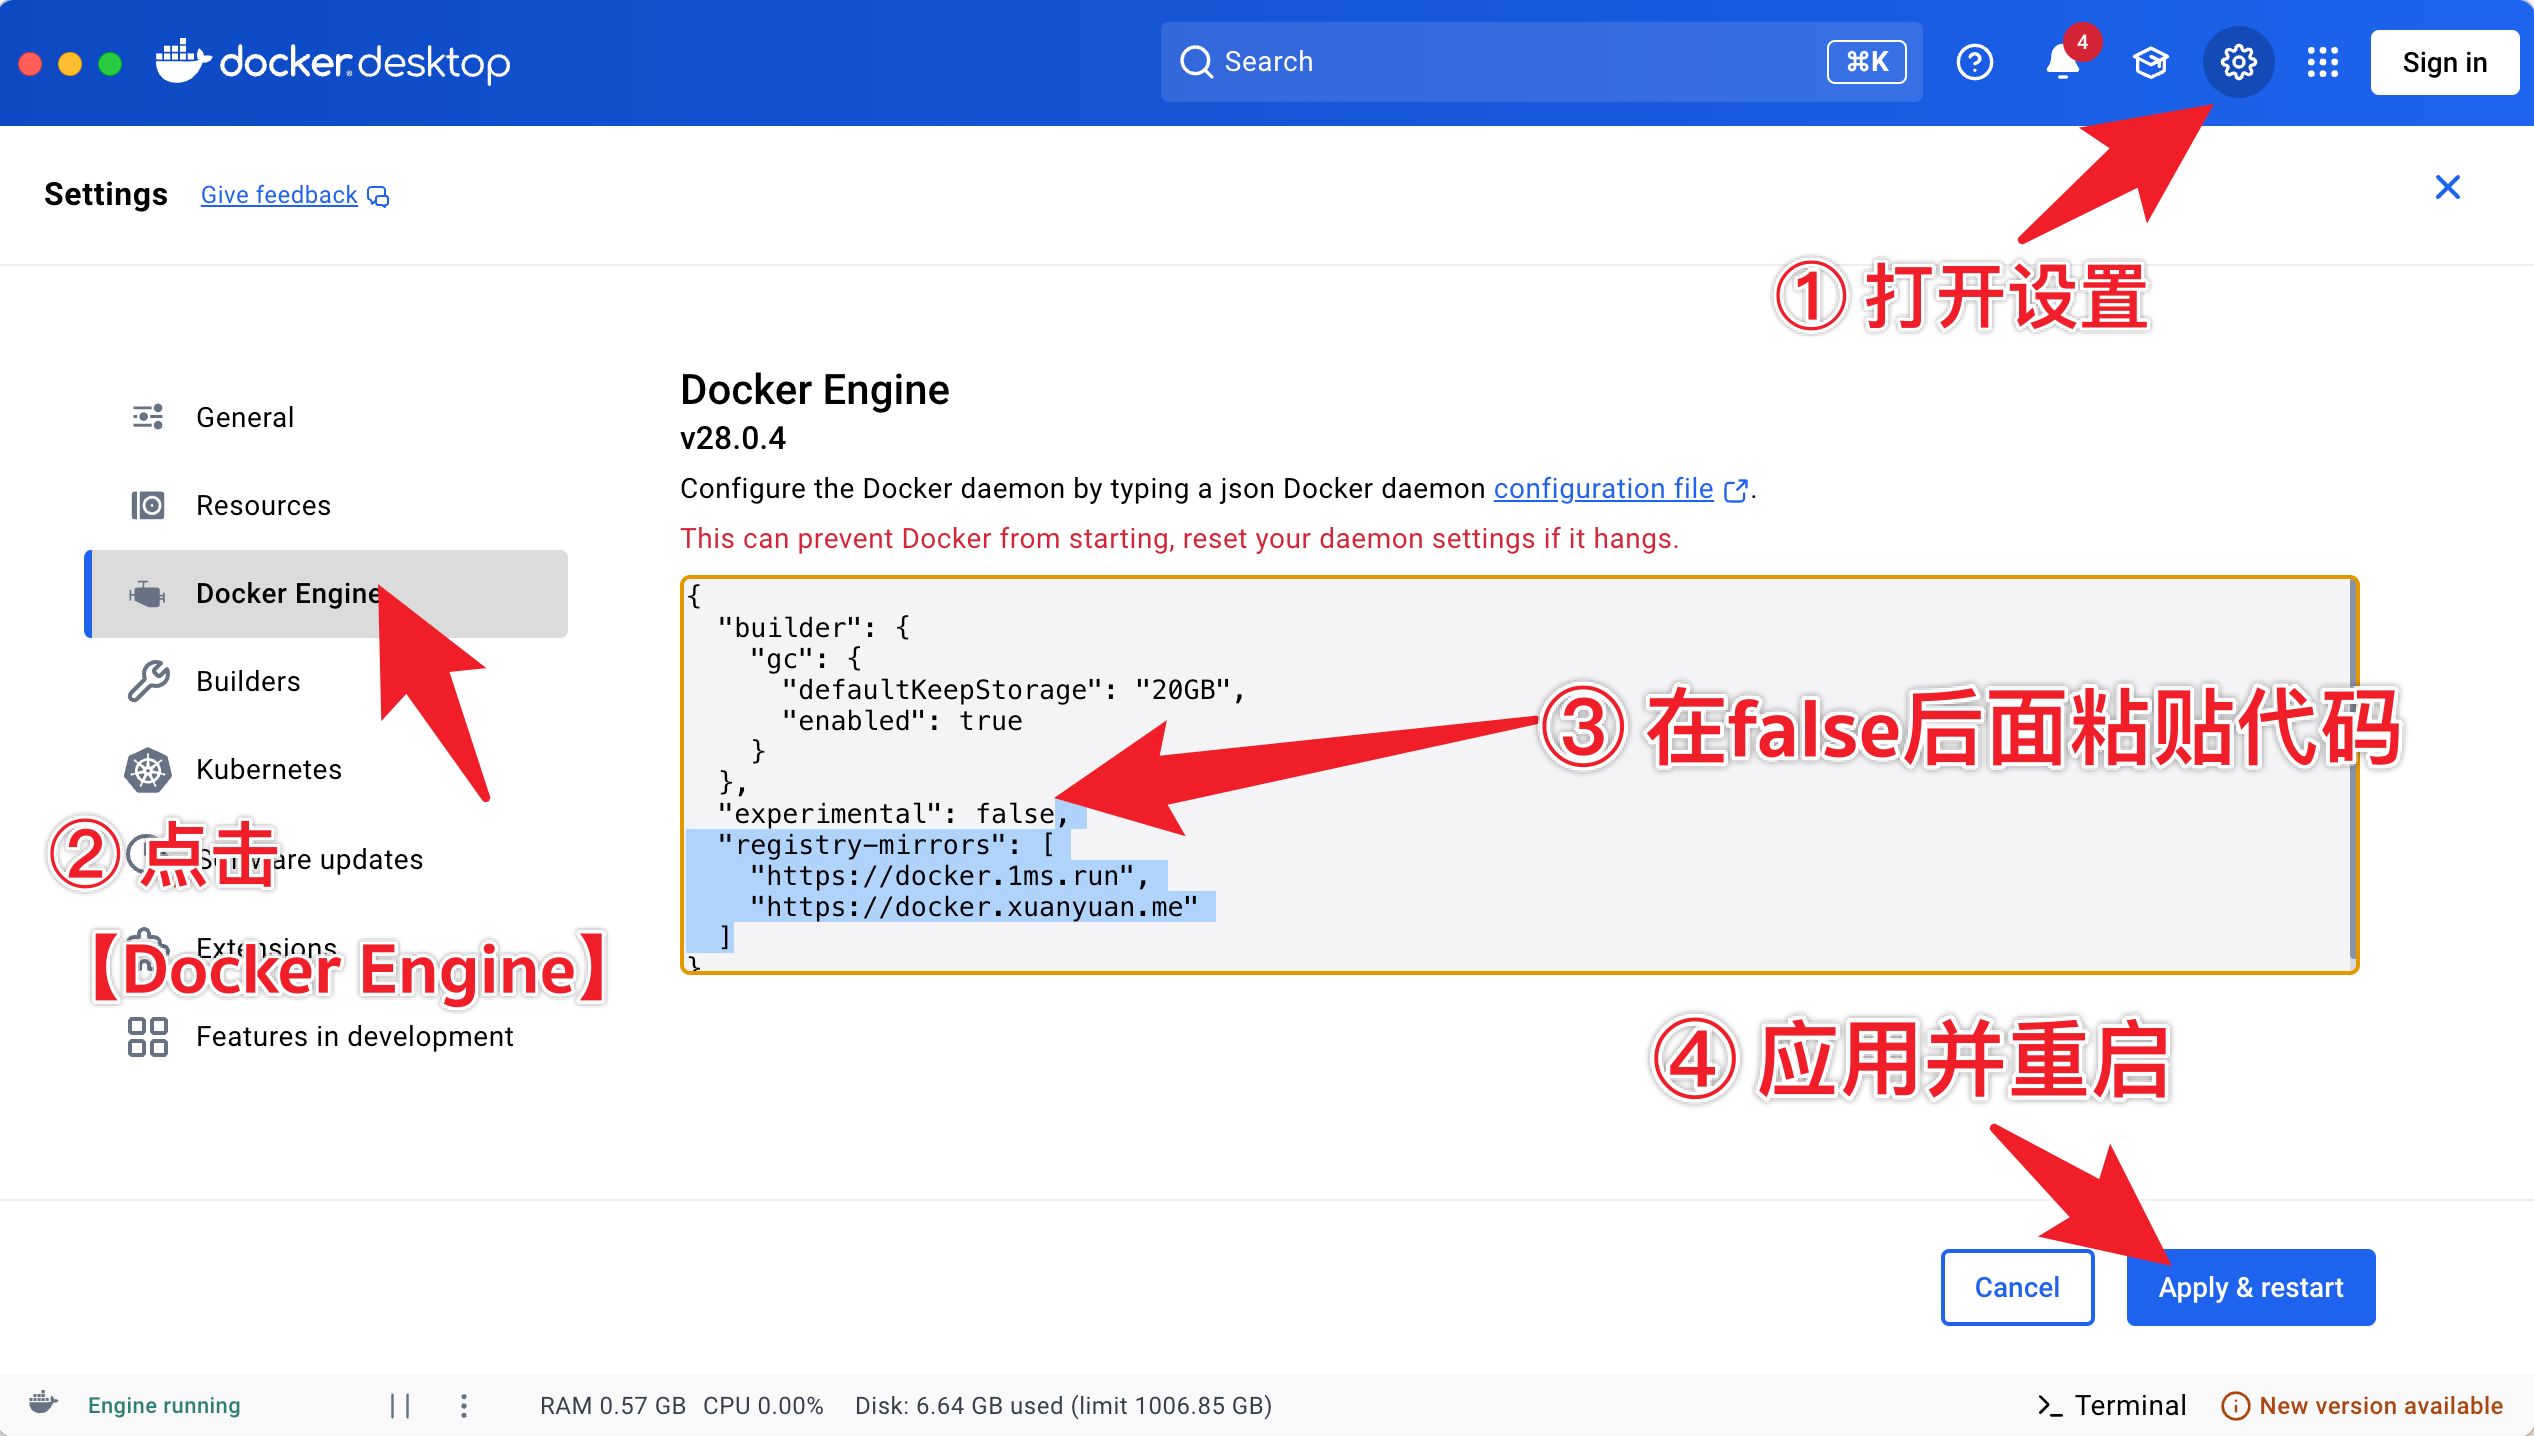 docker desktop
Search
⌘K
4
Sign in
Settings
Give feedback
① 打开设置
General
Resources
Docker Engine
Builders
Kubernetes
Software updates
② 点击
Extensions
【Docker Engine】
Features in development
Docker Engine
v28.0.4
Configure the Docker daemon by typing a json Docker daemon configuration file.
This can prevent Docker from starting, reset your daemon settings if it hangs.
{
  "builder": {
    "gc": {
      "defaultKeepStorage": "20GB",
      "enabled": true
    }
  },
  "experimental": false,
  "registry-mirrors": [
    "https://docker.1ms.run",
    "https://docker.xuanyuan.me"
  ]
}
③ 在false后面粘贴代码
④ 应用并重启
Cancel
Apply & restart
Engine running
RAM 0.57 GB CPU 0.00% Disk: 6.64 GB used (limit 1006.85 GB)
>_ Terminal
New version available